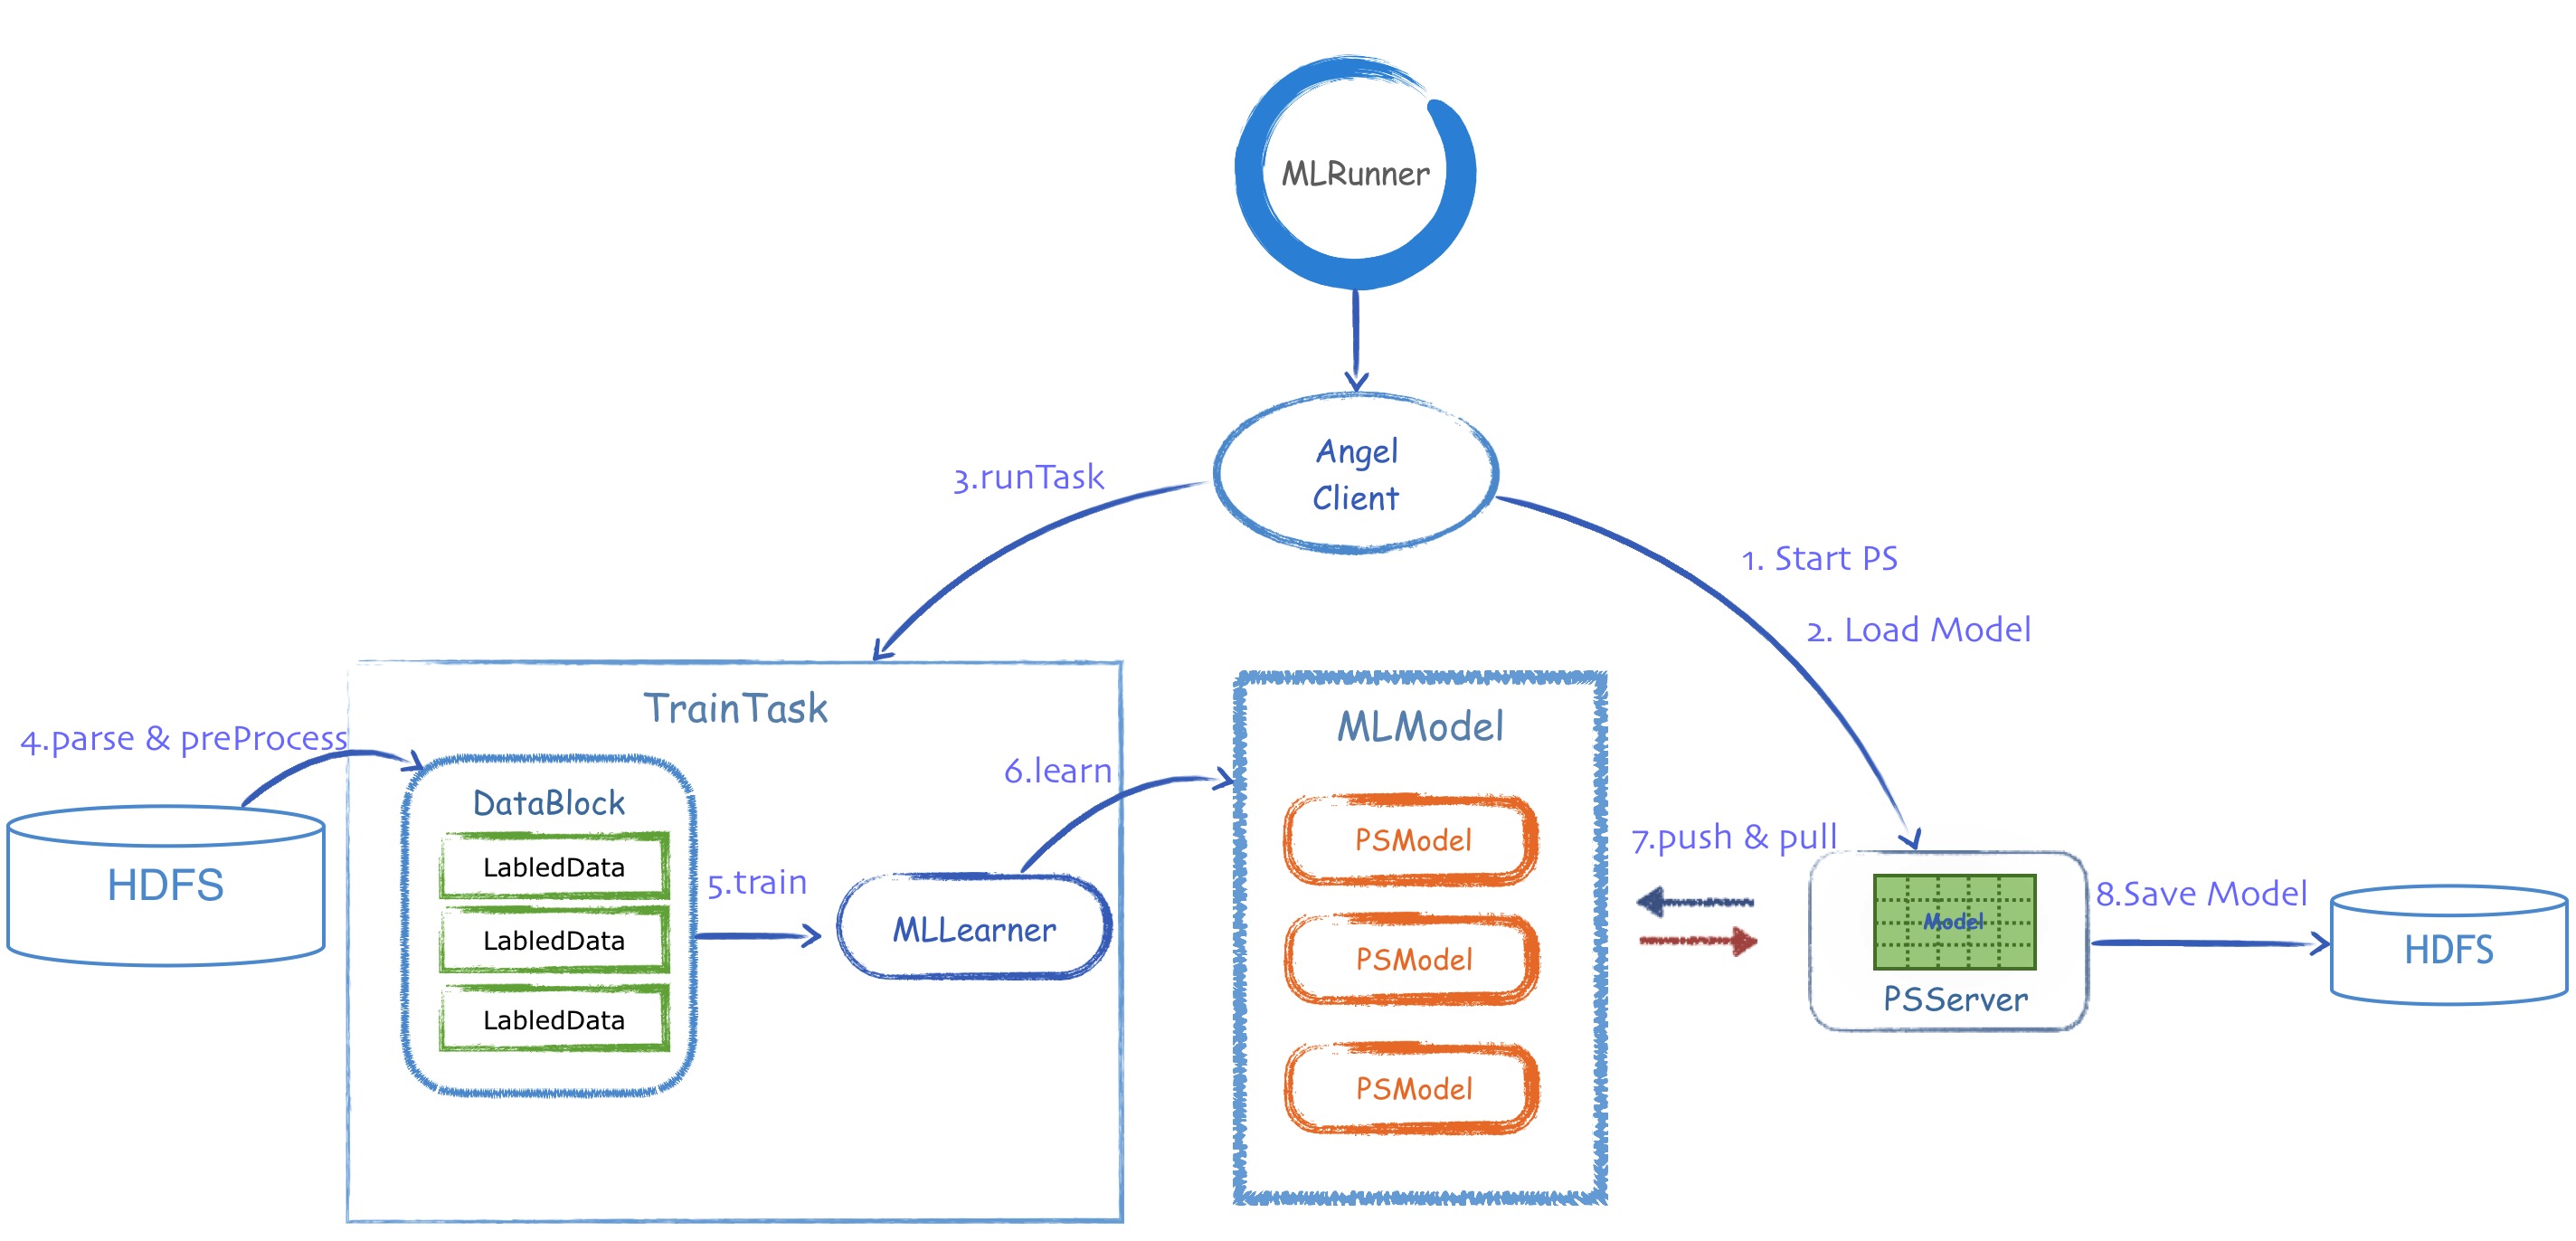 MLRunner
Angel
Client
3.runTask
1. Start PS
2. Load Model
TrainTask
MLModel
4.parse & preProcess
6.learn
DataBlock
HDFS
LabledData
LabledData
LabledData
5.train
MLLearner
PSModel
PSModel
PSModel
7.push & pull
Model
PSServer
8.Save Model
HDFS